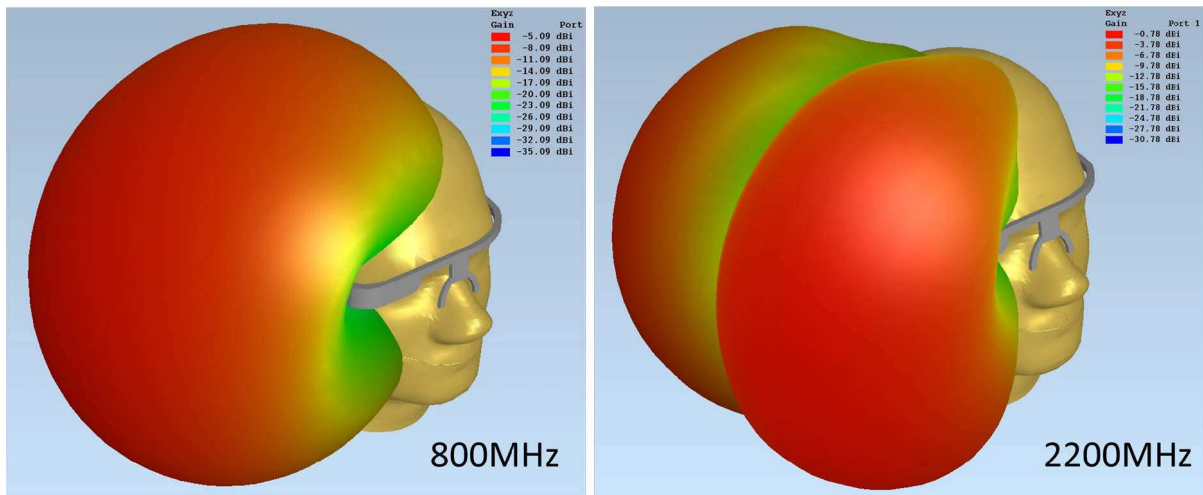 Exyz
Gain Port
-5.09 dBi
-8.09 dBi
-11.09 dBi
-14.09 dBi
-17.09 dBi
-20.09 dBi
-23.09 dBi
-26.09 dBi
-29.09 dBi
-32.09 dBi
-35.09 dBi
800MHz
Exyz
Gain Port 1
-0.78 dBi
-3.78 dBi
-6.78 dBi
-9.78 dBi
-12.78 dBi
-15.78 dBi
-18.78 dBi
-21.78 dBi
-24.78 dBi
-27.78 dBi
-30.78 dBi
2200MHz